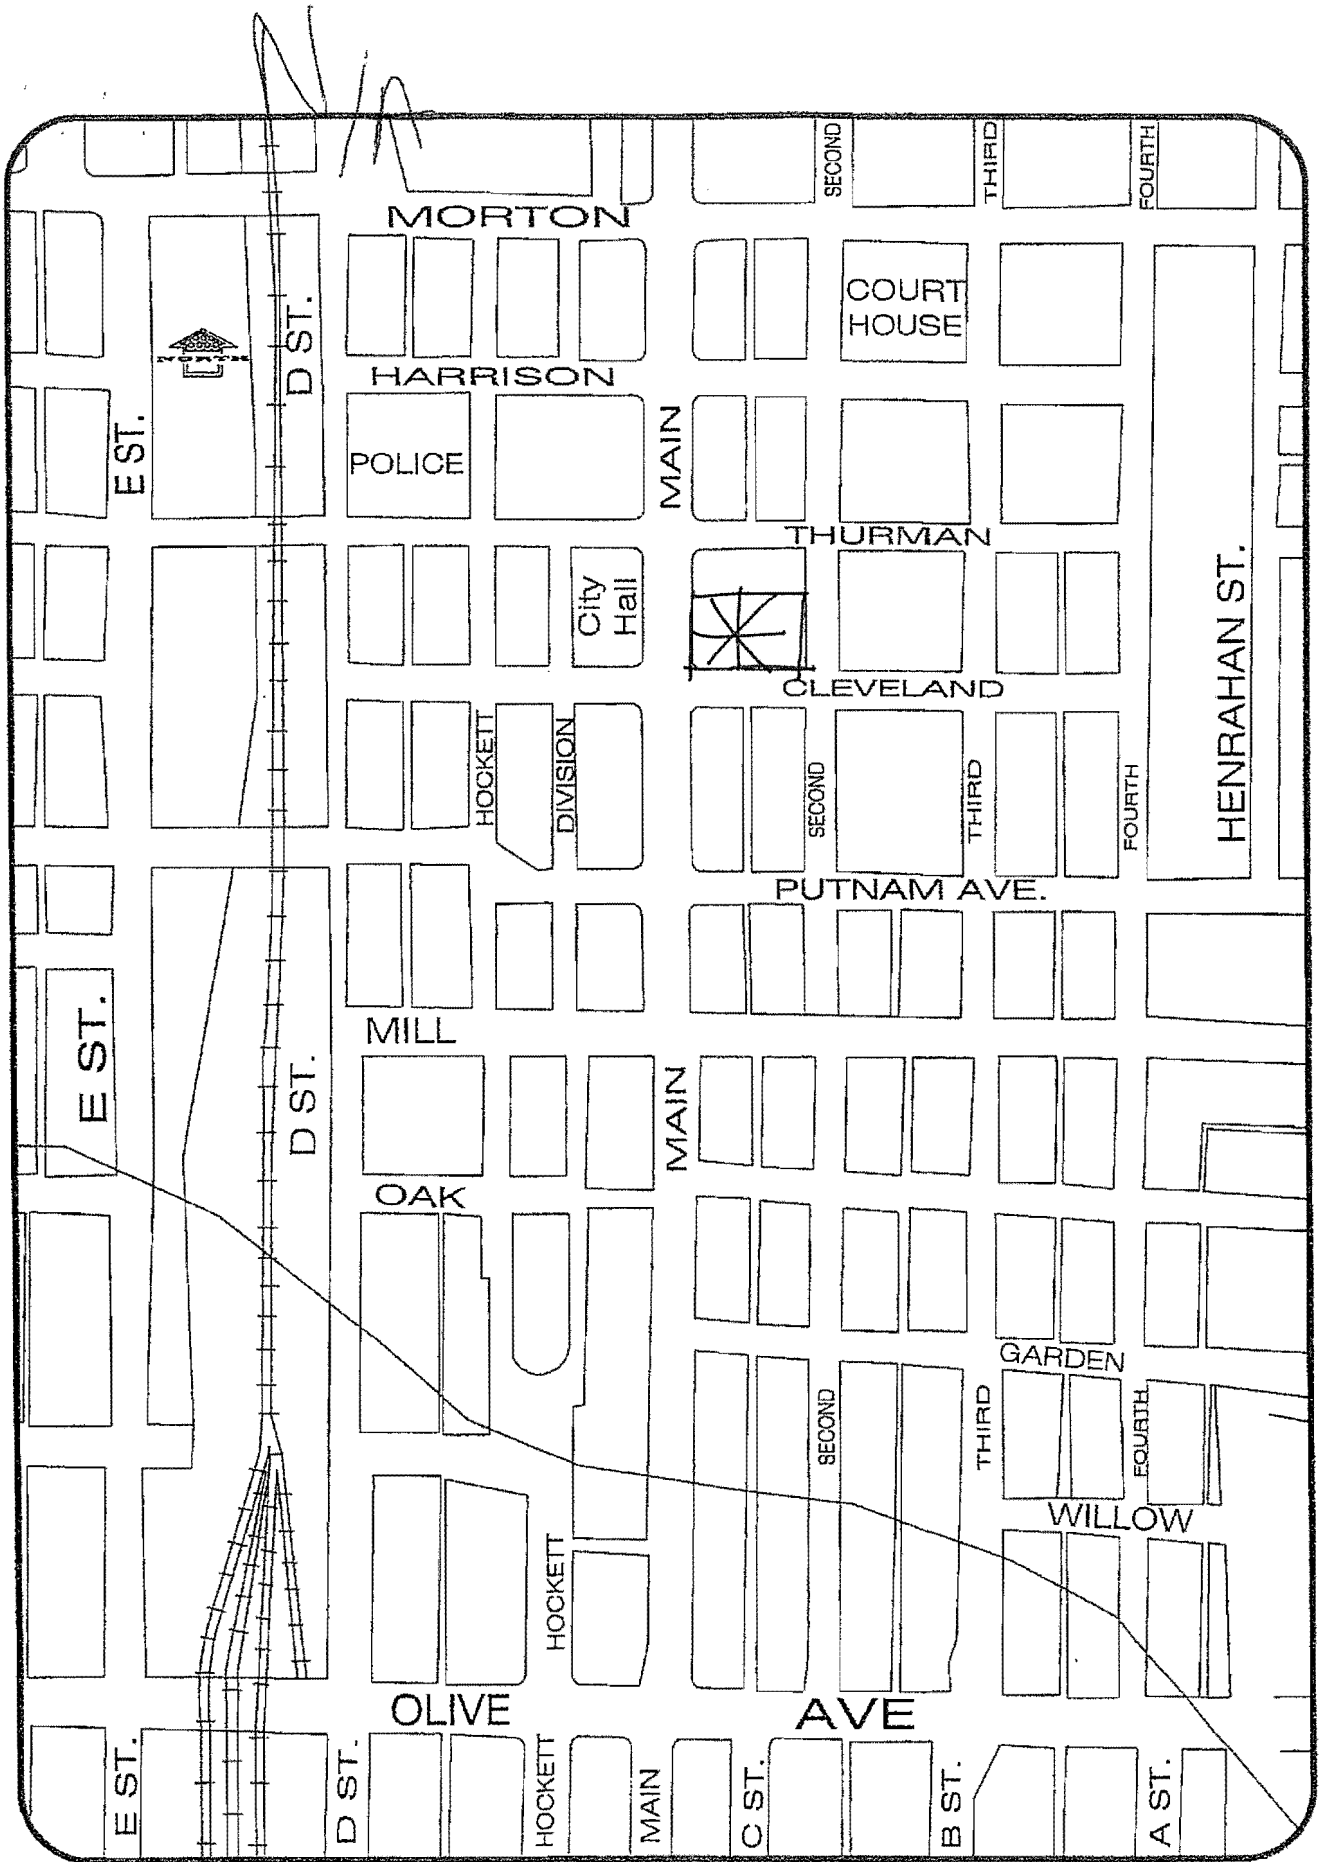 SECOND
THIRD
FOURTH
MORTON
COURT
HOUSE
NORTH
D ST.
HARRISON
E ST.
POLICE
MAIN
THURMAN
City
Hall
HENRAHAN ST.
CLEVELAND
HOCKETT
DIVISION
SECOND
THIRD
FOURTH
PUTNAM AVE.
E ST.
MILL
D ST.
MAIN
OAK
GARDEN
SECOND
THIRD
FOURTH
WILLOW
HOCKETT
OLIVE AVE
E ST.
D ST.
HOCKETT
MAIN
C ST.
B ST.
A ST.